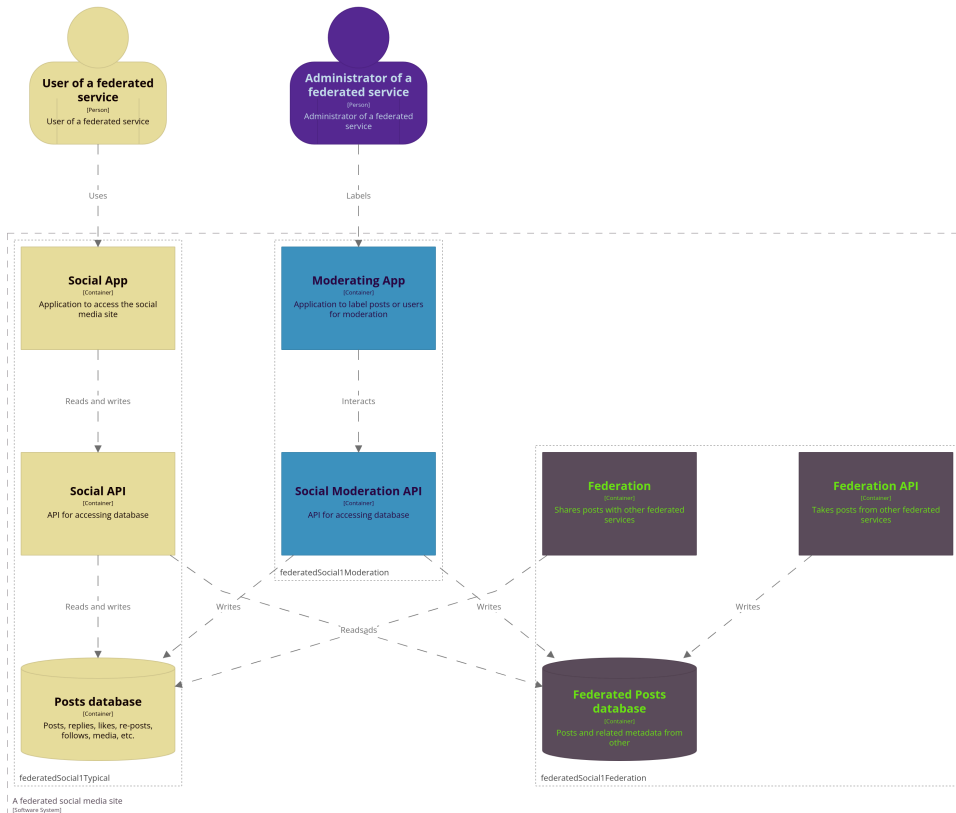 User of a federated
service
[Person]
User of a federated service
Administrator of a
federated service
[Person]
Administrator of a federated
service
Uses
Labels
Social App
[Container]
Application to access the social
media site
Moderating App
[Container]
Application to label posts or users
for moderation
Reads and writes
Interacts
Social API
[Container]
API for accessing database
Social Moderation API
[Container]
API for accessing database
Federation
[Container]
Shares posts with other federated
services
Federation API
[Container]
Takes posts from other federated
services
federatedSocial1Moderation
Reads and writes
Writes
Writes
Writes
Posts database
[Container]
Posts, replies, likes, re-posts,
follows, media, etc.
Federated Posts
database
[Container]
Posts and related metadata from
other
federatedSocial1Typical
federatedSocial1Federation
A federated social media site
[Software System]